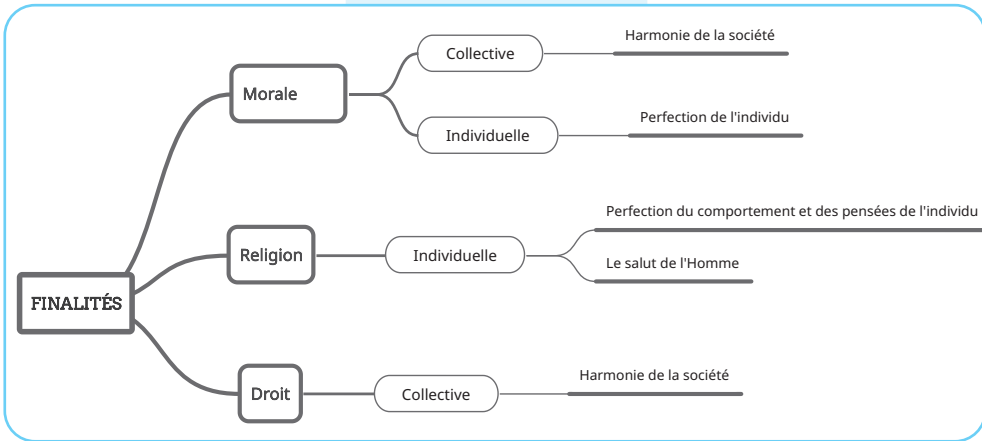 FINALITÉS
Morale
Collective
Harmonie de la société
Individuelle
Perfection de l'individu
Religion
Individuelle
Perfection du comportement et des pensées de l'individu
Le salut de l'Homme
Droit
Collective
Harmonie de la société